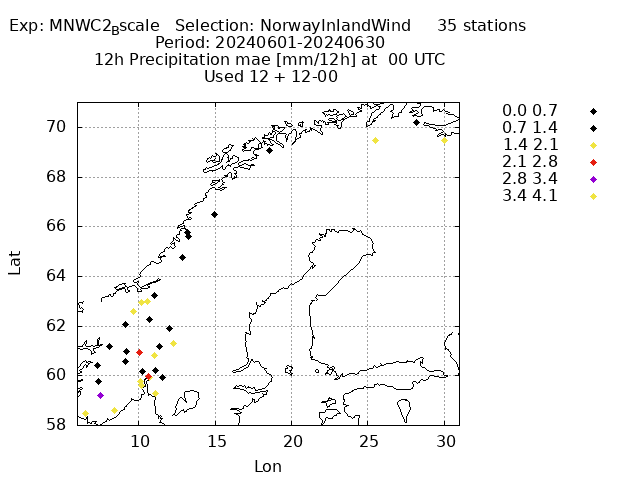 Exp: MNWC2Bscale   Selection: NorwayInlandWind     35 stations
Period: 20240601-20240630
12h Precipitation mae [mm/12h] at  00 UTC
Used 12 + 12-00
0.0 0.7
0.7 1.4
1.4 2.1
2.1 2.8
2.8 3.4
3.4 4.1
70
68
66
64
62
60
58
Lat
10 15 20 25 30
Lon